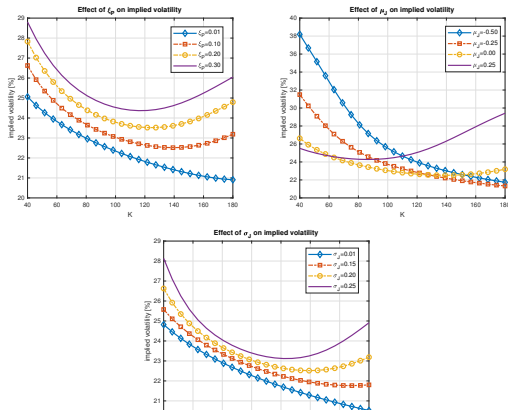 Effect of ξp on implied volatility
29
28
27
26
25
24
23
22
21
20
implied volatility [%]
40
60
80
100
120
140
160
180
K
ξp=0.01
ξp=0.10
ξp=0.20
ξp=0.30
Effect of μJ on implied volatility
40
38
36
34
32
30
28
26
24
22
20
implied volatility [%]
40
60
80
100
120
140
160
180
K
μJ=-0.50
μJ=-0.25
μJ=0.00
μJ=0.25
Effect of σJ on implied volatility
29
28
27
26
25
24
23
22
21
implied volatility [%]
σJ=0.01
σJ=0.15
σJ=0.20
σJ=0.25